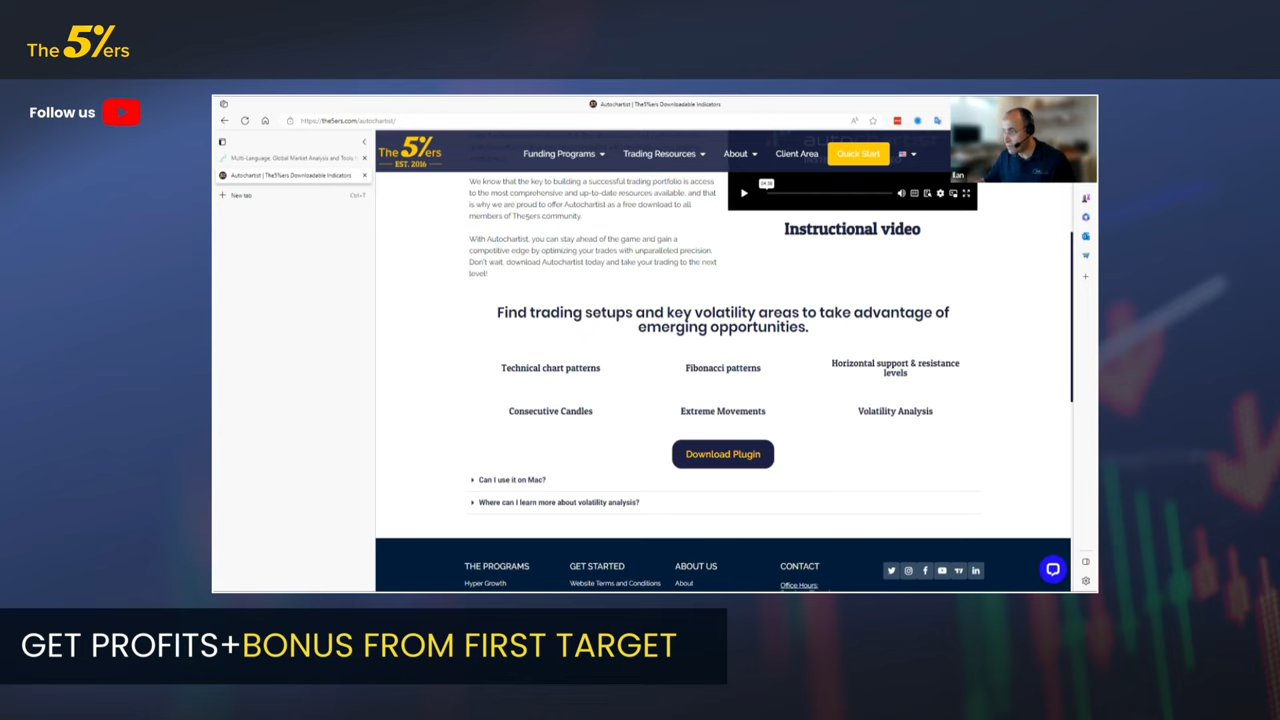 The 5%ers
Follow us
Autochartist | The5%ers Downloadable Indicators
https://the5ers.com/autochartist/
Multi-Language, Global Market Analysis and Tools
Autochartist | The5%ers Downloadable Indicators
New tab
Ctrl+T
The 5%ers
EST. 2016
Funding Programs
Trading Resources
About
Client Area
Quick Start
Ilan
We know that the key to building a successful trading portfolio is access
to the most comprehensive and up-to-date resources available, and that
is why we are proud to offer Autochartist as a free download to all
members of The5ers community.
04:38
Instructional video
With Autochartist, you can stay ahead of the game and gain a
competitive edge by optimizing your trades with unparalleled precision.
Don't wait, download Autochartist today and take your trading to the next
level!
Find trading setups and key volatility areas to take advantage of
emerging opportunities.
Technical chart patterns
Fibonacci patterns
Horizontal support & resistance
levels
Consecutive Candles
Extreme Movements
Volatility Analysis
Download Plugin
Can I use it on Mac?
Where can I learn more about volatility analysis?
THE PROGRAMS
GET STARTED
ABOUT US
CONTACT
Hyper Growth
Website Terms and Conditions
About
Office Hours:
GET PROFITS+BONUS FROM FIRST TARGET